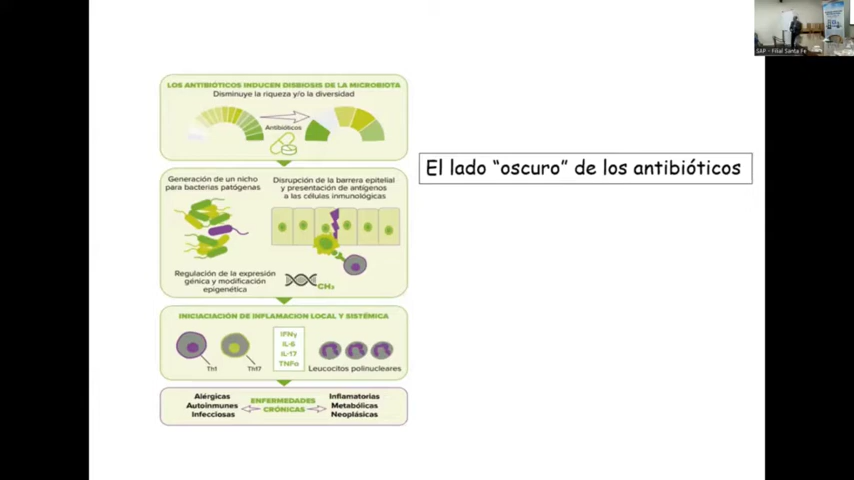 SAP - Filial Santa Fe
LOS ANTIBIÓTICOS INDUCEN DISBIOSIS DE LA MICROBIOTA
Disminuye la riqueza y/o la diversidad
Antibióticos
El lado “oscuro” de los antibióticos
Generación de un nicho
para bacterias patógenas
Disrupción de la barrera epitelial
y presentación de antígenos
a las células inmunológicas
Regulación de la expresión
génica y modificación
epigenética
CH₃
INICIACIACIÓN DE INFLAMACION LOCAL Y SISTÉMICA
Th1
Th17
IFNγ
IL-6
IL-17
TNFα
Leucocitos polinucleares
Alérgicas
Autoinmunes
Infecciosas
ENFERMEDADES
CRÓNICAS
Inflamatorias
Metabólicas
Neoplásicas